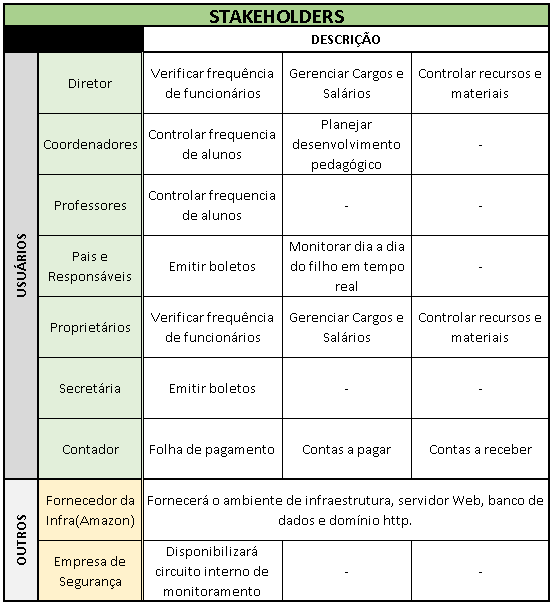 STAKEHOLDERS
DESCRIÇÃO
USUÁRIOS
Diretor
Verificar frequência
de funcionários
Gerenciar Cargos e
Salários
Controlar recursos e
materiais
Coordenadores
Controlar frequencia
de alunos
Planejar
desenvolvimento
pedagógico
-
Professores
Controlar frequencia
de alunos
-
-
Pais e
Responsáveis
Emitir boletos
Monitorar dia a dia
do filho em tempo
real
-
Proprietários
Verificar frequência
de funcionários
Gerenciar Cargos e
Salários
Controlar recursos e
materiais
Secretária
Emitir boletos
-
-
Contador
Folha de pagamento
Contas a pagar
Contas a receber
OUTROS
Fornecedor da
Infra(Amazon)
Fornecerá o ambiente de infraestrutura, servidor Web, banco de
dados e domínio http.
Empresa de
Segurança
Disponibilizará
circuito interno de
monitoramento
-
-